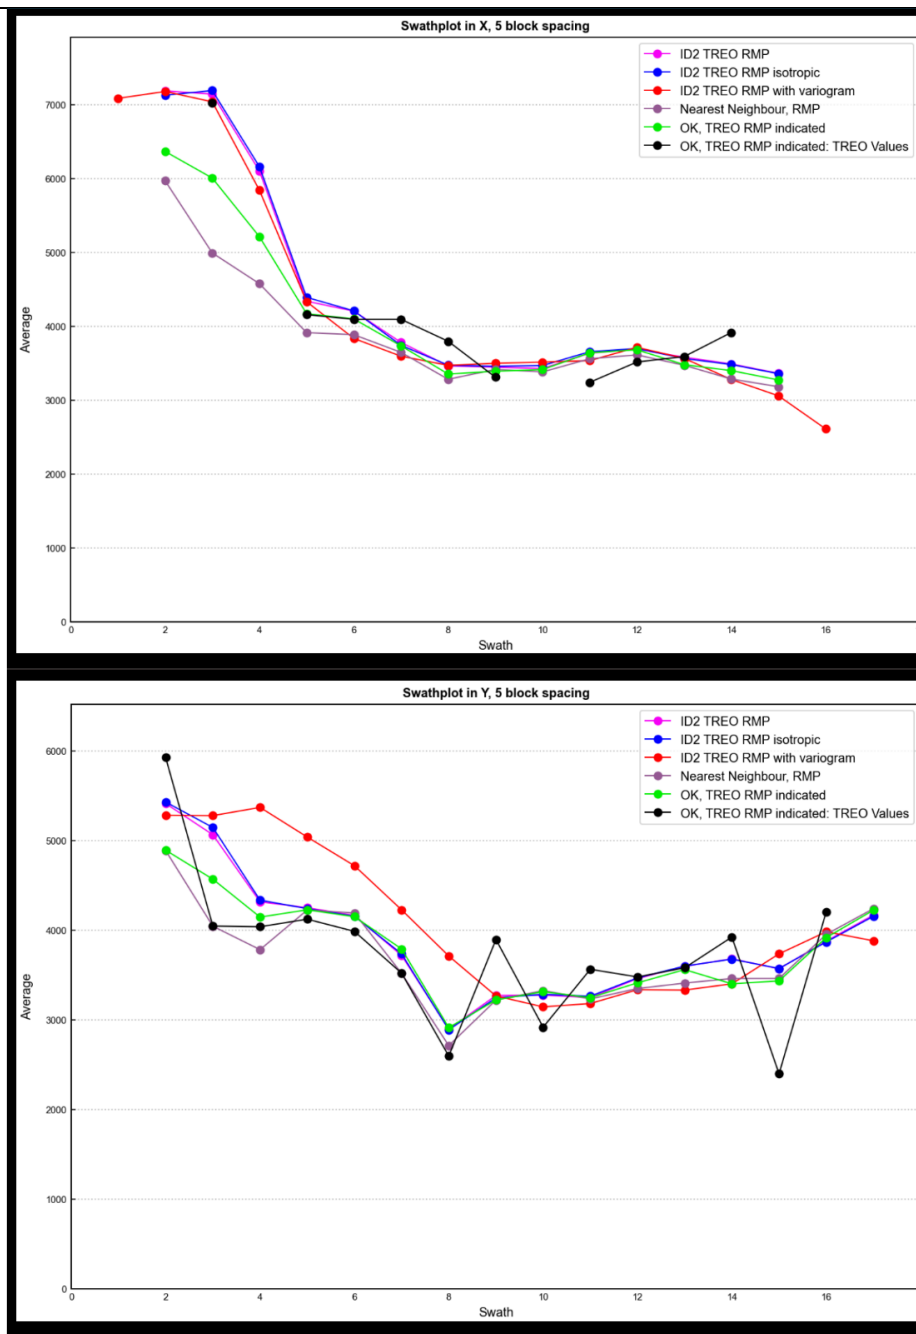 Swathplot in X, 5 block spacing
ID2 TREO RMP
ID2 TREO RMP isotropic
ID2 TREO RMP with variogram
Nearest Neighbour, RMP
OK, TREO RMP indicated
OK, TREO RMP indicated: TREO Values
7000
6000
5000
4000
3000
2000
1000
0
Average
0 2 4 6 8 10 12 14 16
Swath
Swathplot in Y, 5 block spacing
ID2 TREO RMP
ID2 TREO RMP isotropic
ID2 TREO RMP with variogram
Nearest Neighbour, RMP
OK, TREO RMP indicated
OK, TREO RMP indicated: TREO Values
6000
5000
4000
3000
2000
1000
0
Average
0 2 4 6 8 10 12 14 16
Swath